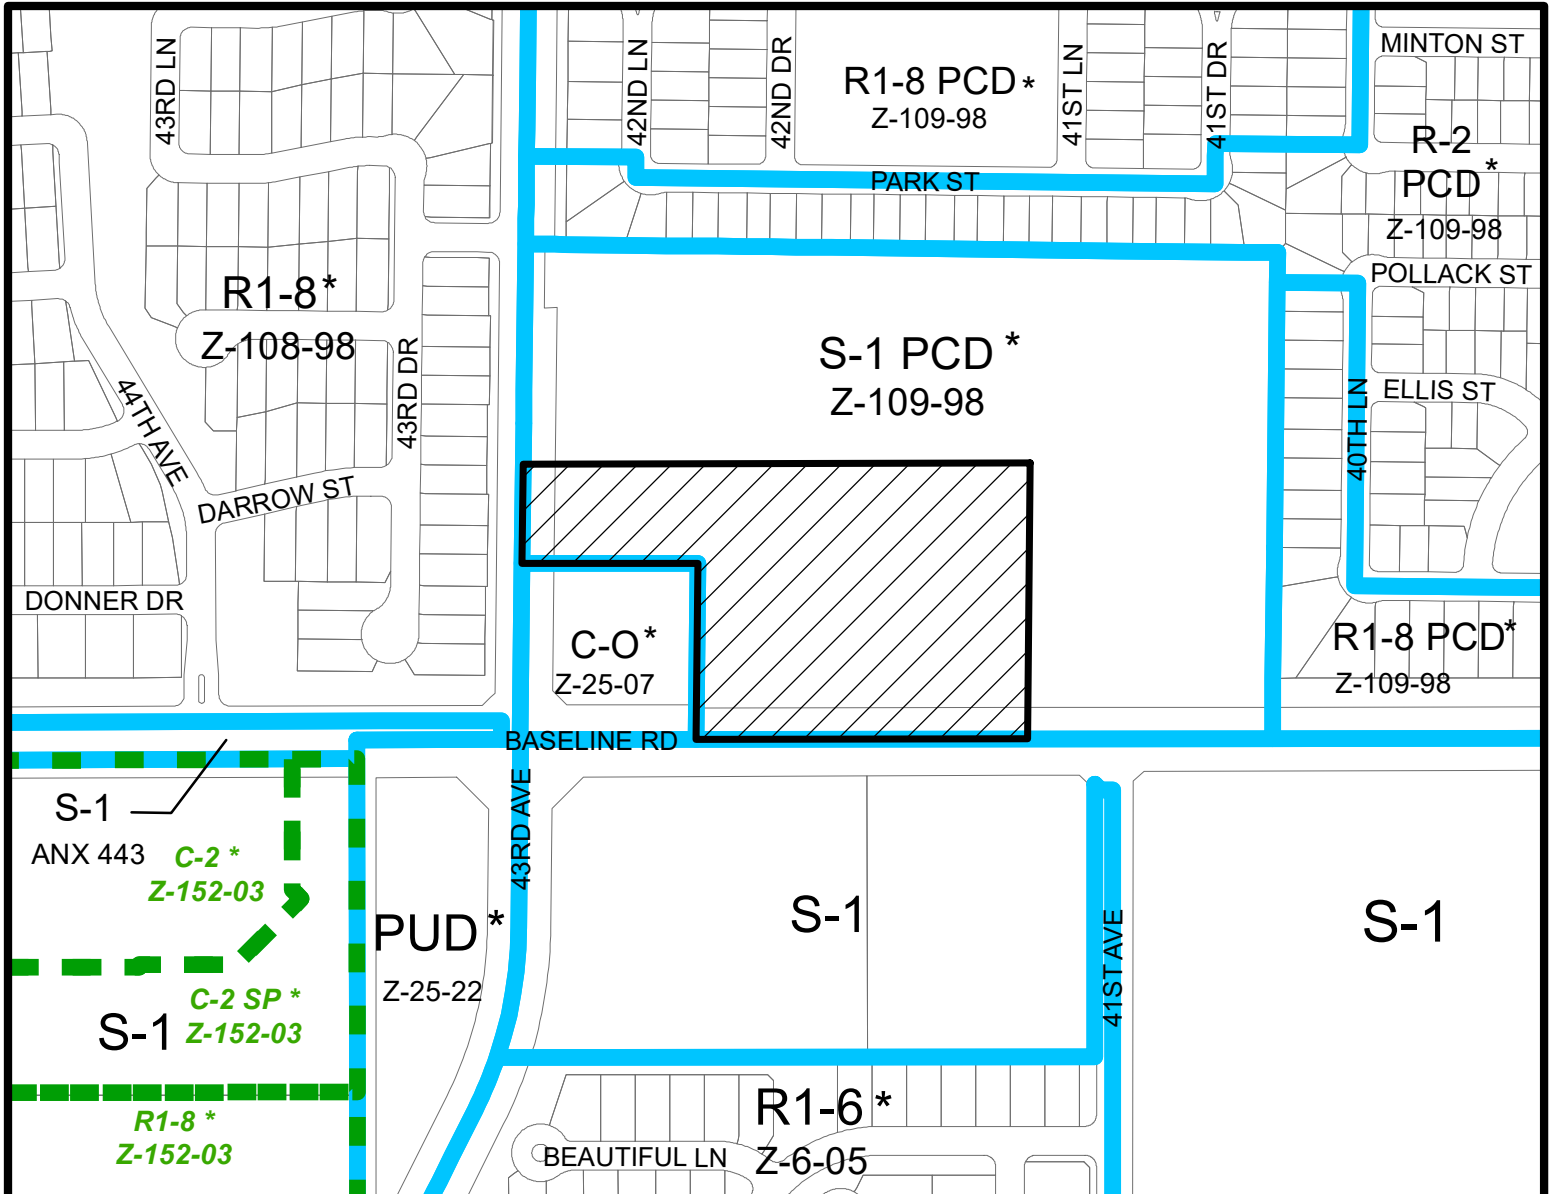 43RD LN
42ND LN
42ND DR
R1-8 PCD *
Z-109-98
41ST LN
41ST DR
MINTON ST
R-2
PCD *
Z-109-98
PARK ST
POLLACK ST
R1-8 *
Z-108-98
44TH AVE
43RD DR
S-1 PCD *
Z-109-98
40TH LN
ELLIS ST
DARROW ST
DONNER DR
C-O *
Z-25-07
R1-8 PCD *
Z-109-98
BASELINE RD
S-1
ANX 443
C-2 *
Z-152-03
43RD AVE
PUD *
Z-25-22
S-1
S-1
41ST AVE
C-2 SP *
Z-152-03
S-1
R1-8 *
Z-152-03
R1-6 *
Z-6-05
BEAUTIFUL LN